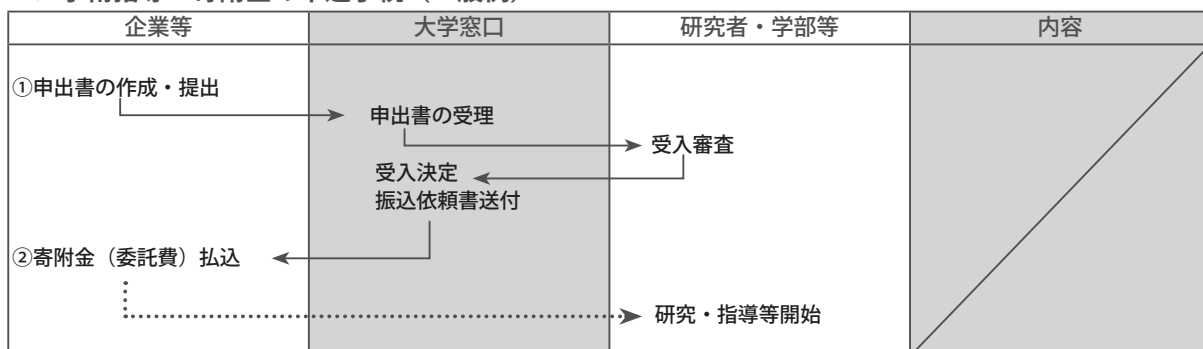 企業等
大学窓口
研究者・学部等
内容
①申出書の作成・提出
申出書の受理
受入審査
受入決定
振込依頼書送付
②寄附金（委託費）払込
研究・指導等開始